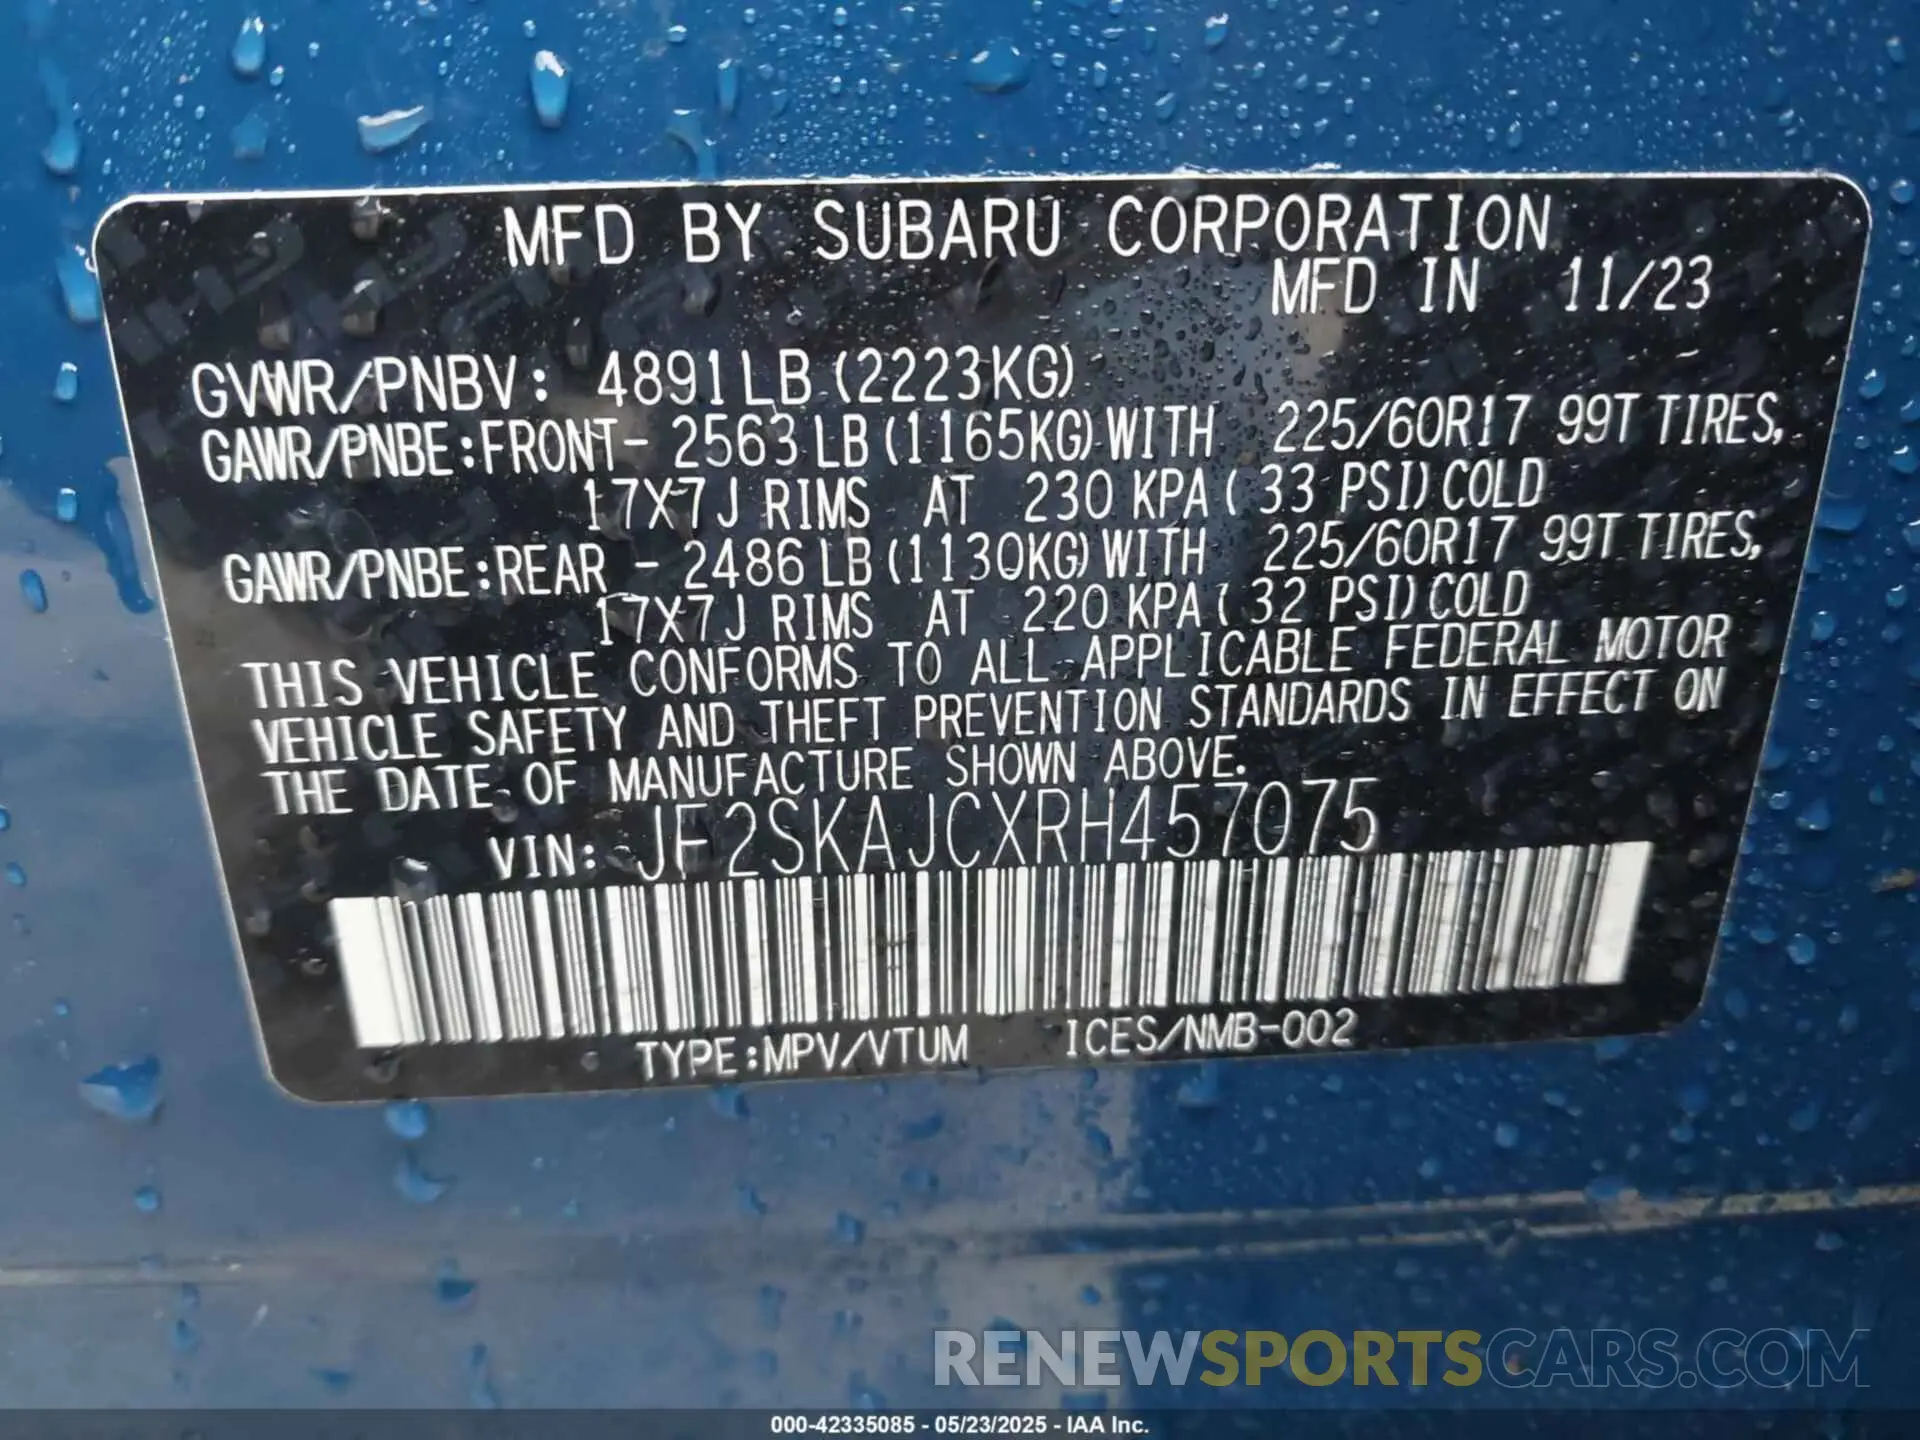 MFD BY SUBARU CORPORATION
MFD IN 11/23
GVWR/PNBV: 4891LB (2223KG)
GAWR/PNBE:FRONT- 2563LB (1165KG) WITH 225/60R17 99T TIRES,
17X7J RIMS AT 230 KPA ( 33 PSI) COLD
GAWR/PNBE:REAR - 2486LB (1130KG) WITH 225/60R17 99T TIRES,
17X7J RIMS AT 220 KPA ( 32 PSI) COLD
THIS VEHICLE CONFORMS TO ALL APPLICABLE FEDERAL MOTOR
VEHICLE SAFETY AND THEFT PREVENTION STANDARDS IN EFFECT ON
THE DATE OF MANUFACTURE SHOWN ABOVE.
VIN: JF2SKAJCXRH457075
TYPE:MPV/VTUM ICES/NMB-002
RENEWSPORTSCARS.COM
000-42335085 - 05/23/2025 - IAA Inc.